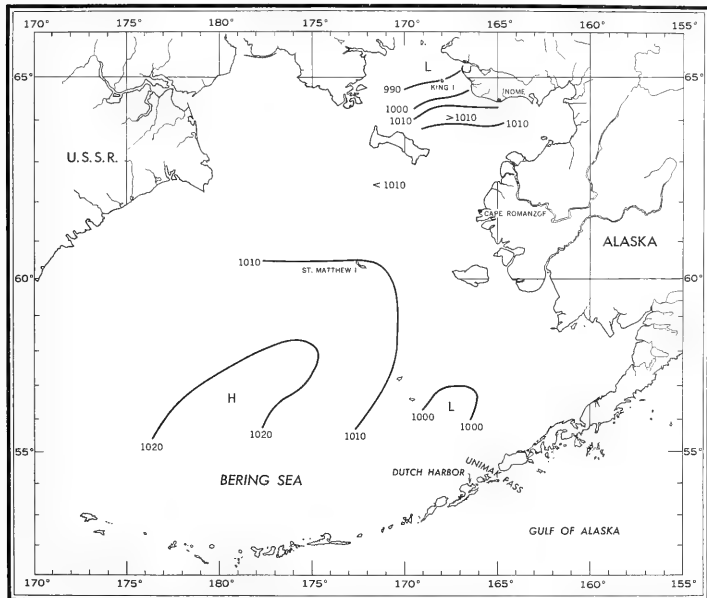 170° 175° 180° 175° 170° 165° 160° 155°
65° 65°
L
990
KING I
NOME
1000
1010 >1010 1010
U.S.S.R.
< 1010
CAPE ROMANZOF
ALASKA
1010
60° 60°
ST. MATTHEW I
H
L
1000 1000
1020 1020 1010
55° 55°
UNIMAK PASS
BERING SEA
DUTCH HARBOR
GULF OF ALASKA
170° 175° 180° 175° 170° 165° 160° 155°